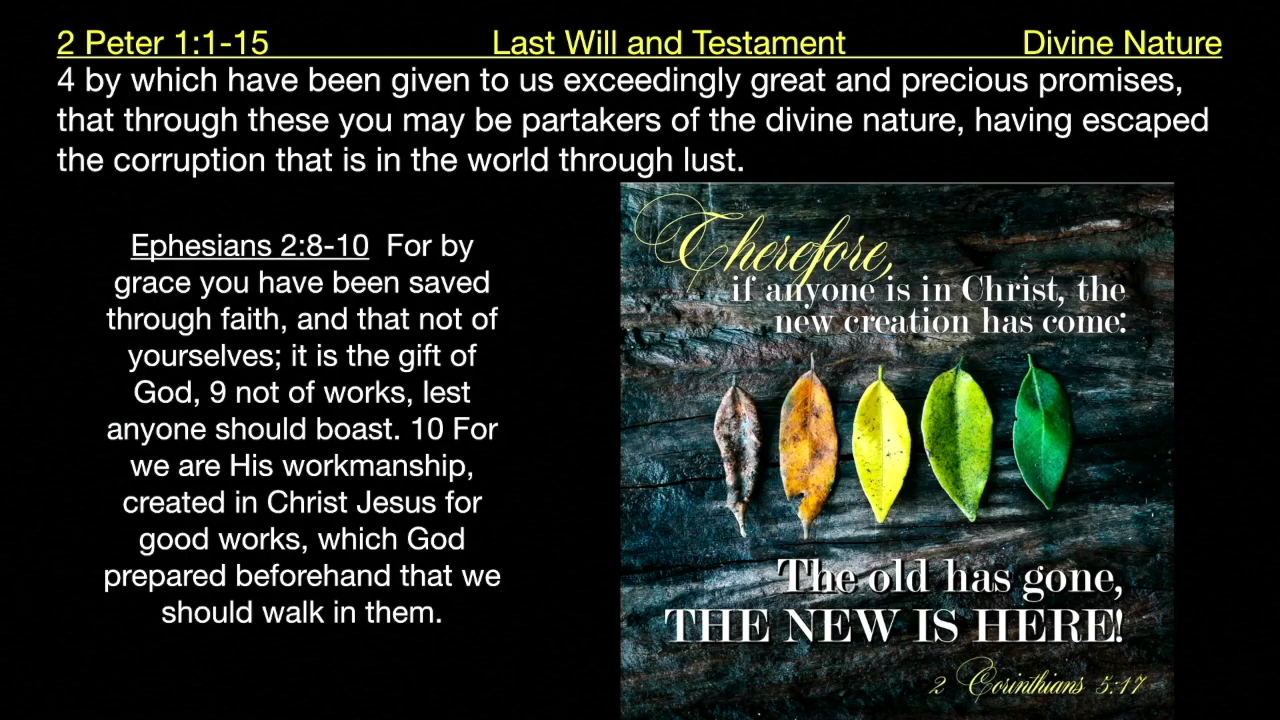 2 Peter 1:1-15 Last Will and Testament Divine Nature
4 by which have been given to us exceedingly great and precious promises,
that through these you may be partakers of the divine nature, having escaped
the corruption that is in the world through lust.
Ephesians 2:8-10 For by
grace you have been saved
through faith, and that not of
yourselves; it is the gift of
God, 9 not of works, lest
anyone should boast. 10 For
we are His workmanship,
created in Christ Jesus for
good works, which God
prepared beforehand that we
should walk in them.
Therefore,
if anyone is in Christ, the
new creation has come:
The old has gone,
THE NEW IS HERE!
2 Corinthians 5:17